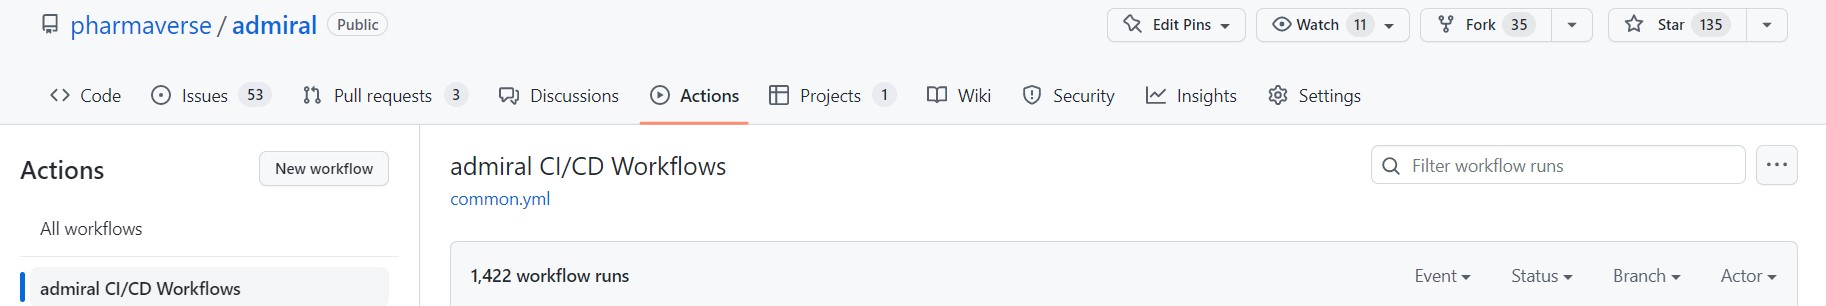 pharmaverse / admiral Public Edit Pins Watch 11 Fork 35 Star 135
Code Issues 53 Pull requests 3 Discussions Actions Projects 1 Wiki Security Insights Settings
Actions New workflow
All workflows
admiral CI/CD Workflows
admiral CI/CD Workflows
Filter workflow runs
common.yml
1,422 workflow runs Event Status Branch Actor